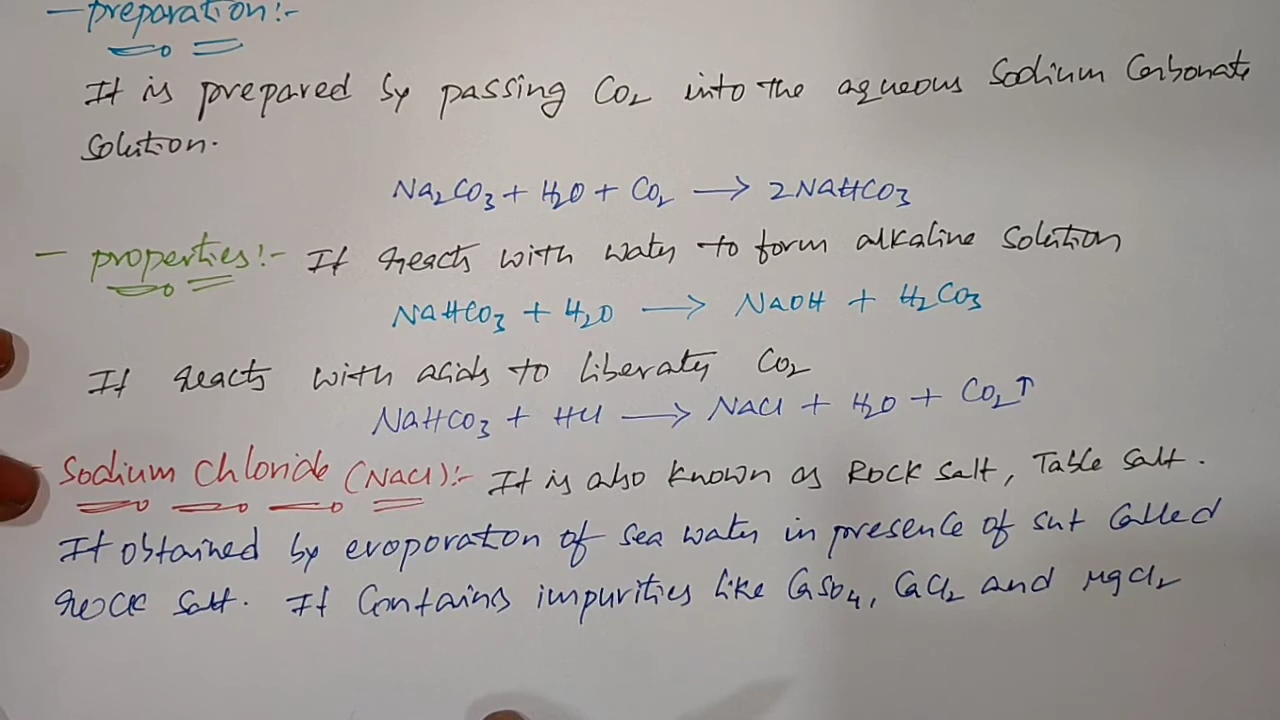 — preparation:-
It is prepared by passing CO₂ into the aqueous Sodium Carbonate
Solution.
Na₂CO₃ + H₂O + CO₂ ⟶ 2NaHCO₃
— properties:- It reacts with water to form alkaline solution
NaHCO₃ + H₂O ⟶ NaOH + H₂CO₃
It reacts with acids to liberate CO₂
NaHCO₃ + HCl ⟶ NaCl + H₂O + CO₂↑
- Sodium Chloride (NaCl):- It is also known as Rock salt, Table salt.
It obtained by evoporation of sea water in presence of sut Called
rock salt. It Contains impurities like CaSO₄, CaCl₂ and MgCl₂